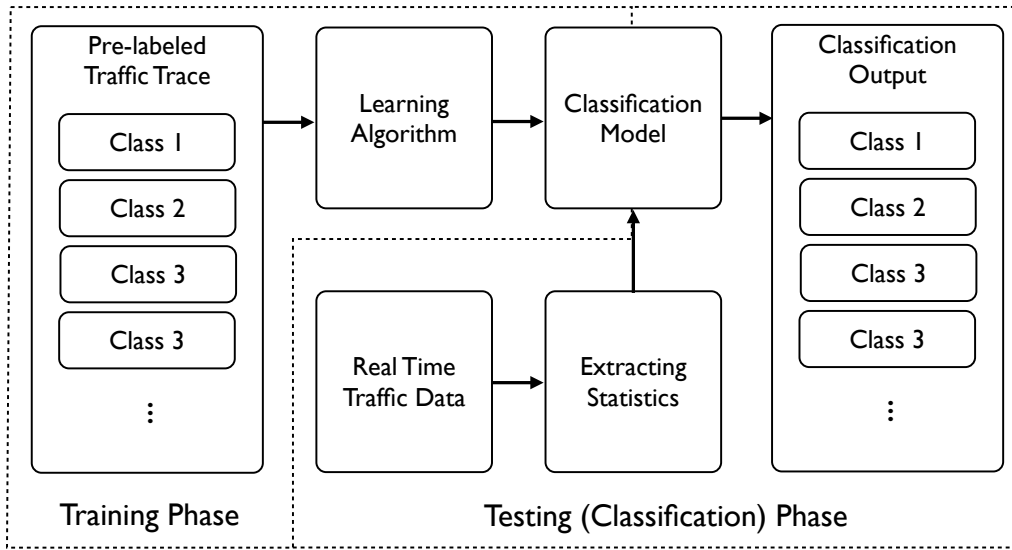 Pre-labeled
Traffic Trace
Class 1
Class 2
Class 3
Class 3
...
Training Phase
Learning
Algorithm
Classification
Model
Real Time
Traffic Data
Extracting
Statistics
Classification
Output
Class 1
Class 2
Class 3
Class 3
...
Testing (Classification) Phase